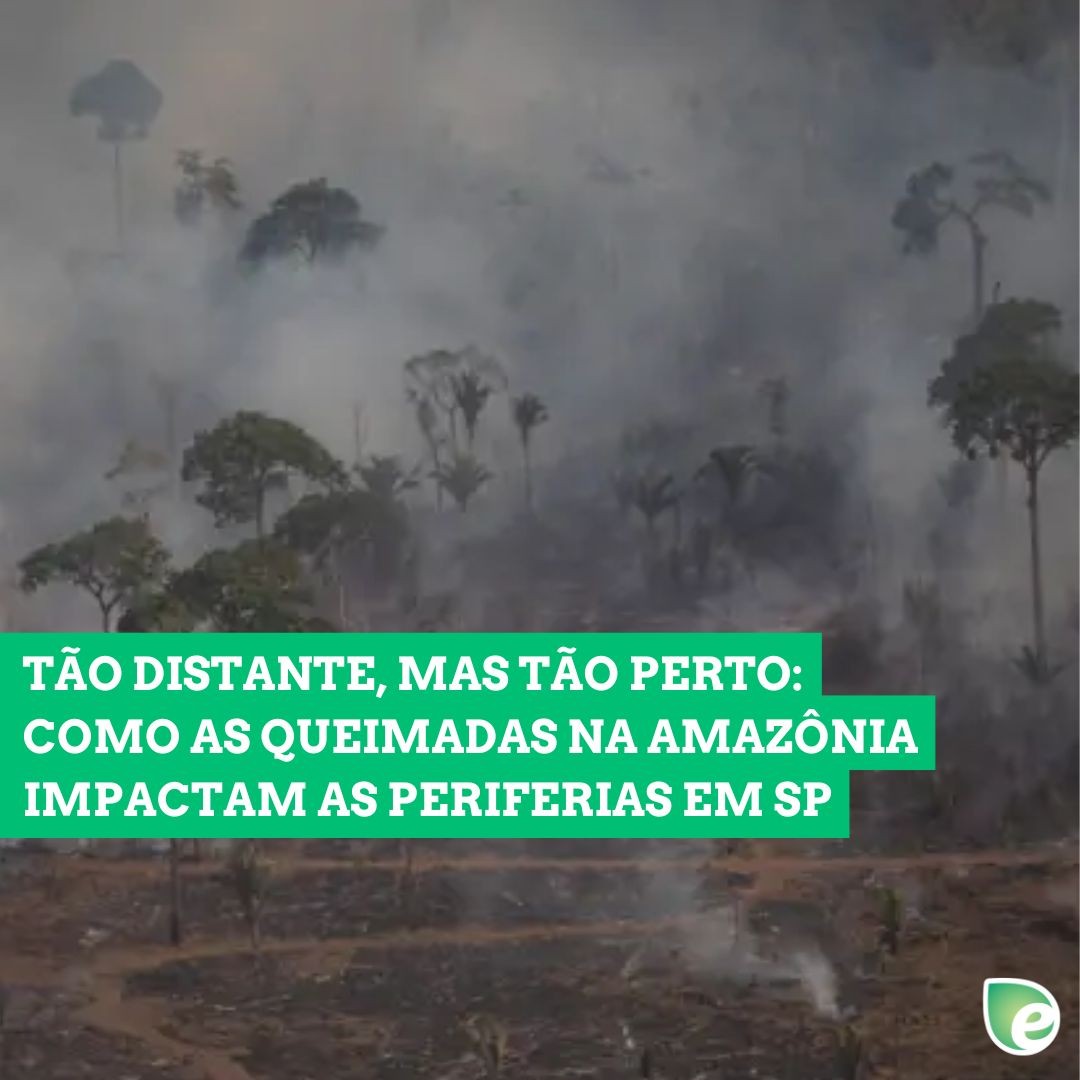 TÃO DISTANTE, MAS TÃO PERTO:
COMO AS QUEIMADAS NA AMAZÔNIA
IMPACTAM AS PERIFERIAS EM SP
e